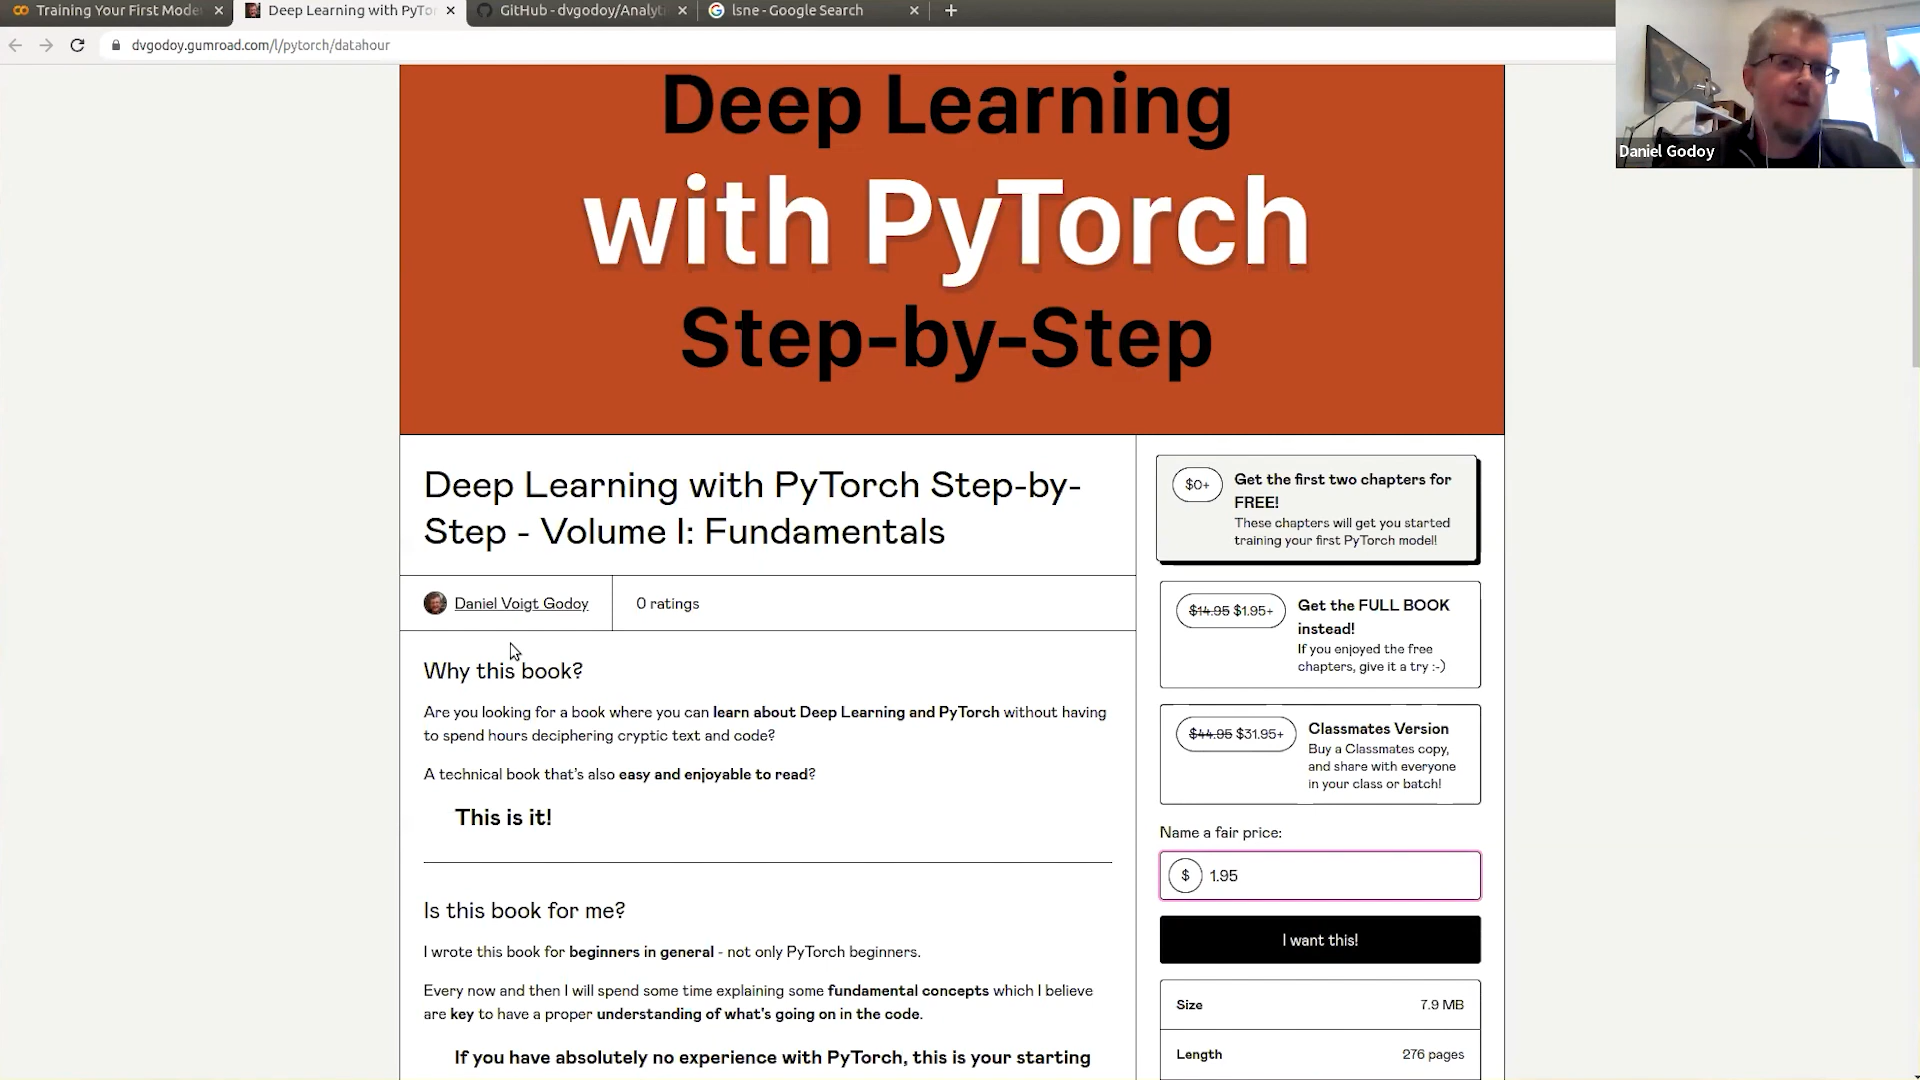 Training Your First Mode
Deep Learning with PyTor
GitHub - dvgodoy/Analyt
lsne - Google Search
dvgodoy.gumroad.com/l/pytorch/datahour
Daniel Godoy
Deep Learning
with PyTorch
Step-by-Step
Deep Learning with PyTorch Step-by-
Step - Volume I: Fundamentals
Daniel Voigt Godoy
0 ratings
Why this book?
Are you looking for a book where you can learn about Deep Learning and PyTorch without having
to spend hours deciphering cryptic text and code?
A technical book that's also easy and enjoyable to read?
This is it!
Is this book for me?
I wrote this book for beginners in general - not only PyTorch beginners.
Every now and then I will spend some time explaining some fundamental concepts which I believe
are key to have a proper understanding of what's going on in the code.
If you have absolutely no experience with PyTorch, this is your starting
$0+
Get the first two chapters for
FREE!
These chapters will get you started
training your first PyTorch model!
$14.95 $1.95+
Get the FULL BOOK
instead!
If you enjoyed the free
chapters, give it a try :-)
$44.95 $31.95+
Classmates Version
Buy a Classmates copy,
and share with everyone
in your class or batch!
Name a fair price:
$ 1.95
I want this!
Size 7.9 MB
Length 276 pages